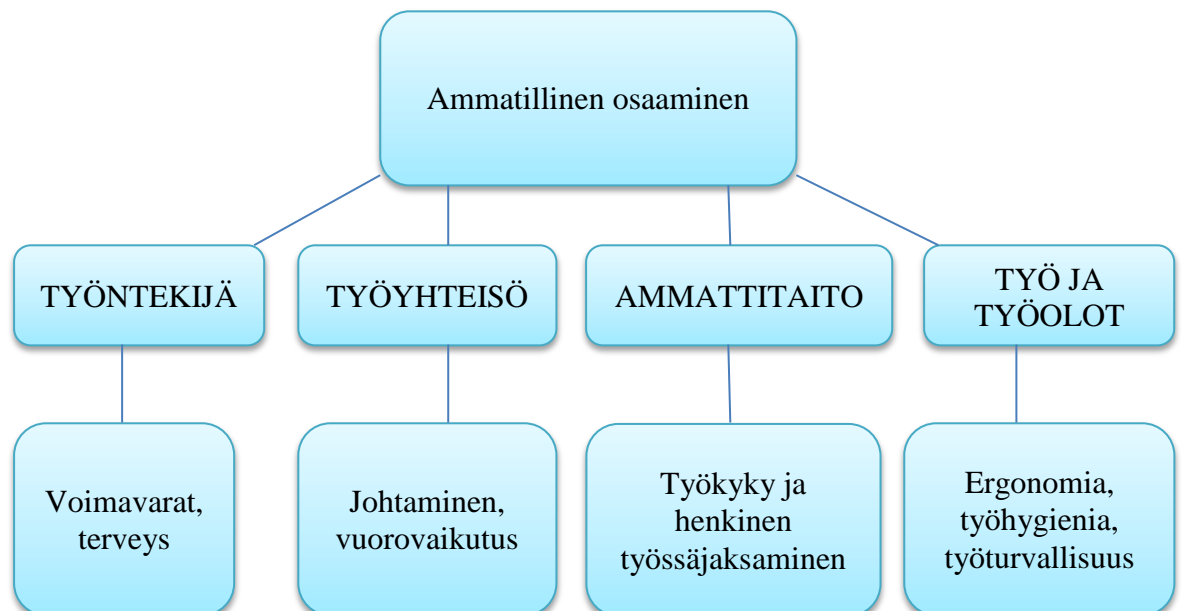 Ammatillinen osaaminen
TYÖNTEKIJÄ
TYÖYHTEISÖ
AMMATTITAITO
TYÖ JA
TYÖOLOT
Voimavarat,
terveys
Johtaminen,
vuorovaikutus
Työkyky ja
henkinen
työssäjaksaminen
Ergonomia,
työhygienia,
työturvallisuus